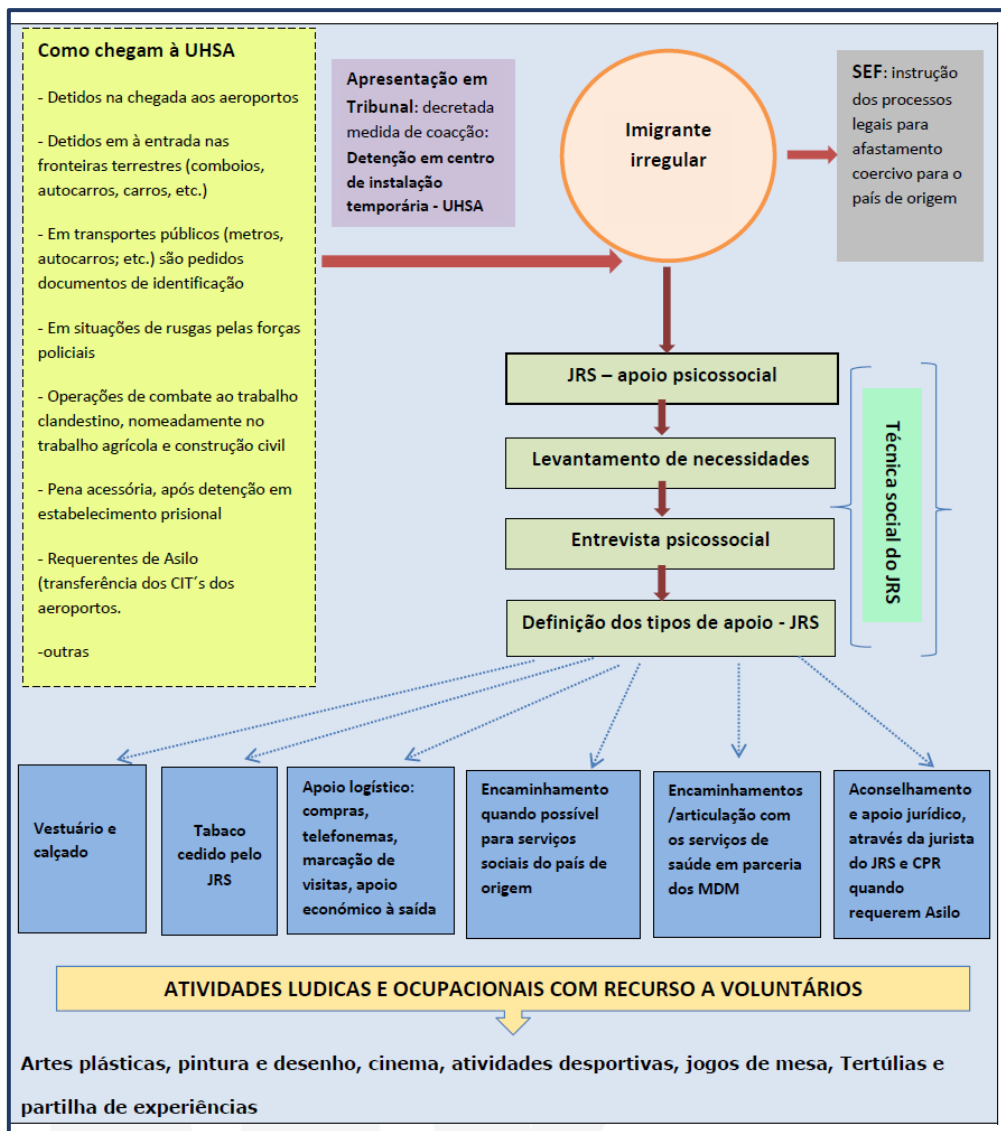 Como chegam à UHSA
- Detidos na chegada aos aeroportos
- Detidos em à entrada nas
fronteiras terrestres (comboios,
autocarros, carros, etc.)
- Em transportes públicos (metros,
autocarros; etc.) são pedidos
documentos de identificação
- Em situações de rusgas pelas forças
policiais
- Operações de combate ao trabalho
clandestino, nomeadamente no
trabalho agrícola e construção civil
- Pena acessória, após detenção em
estabelecimento prisional
- Requerentes de Asilo
(transferência dos CIT´s dos
aeroportos.
-outras
Apresentação em
Tribunal: decretada
medida de coacção:
Detenção em centro
de instalação
temporária - UHSA
Imigrante
irregular
SEF: instrução
dos processos
legais para
afastamento
coercivo para o
país de origem
JRS – apoio psicossocial
Levantamento de necessidades
Entrevista psicossocial
Definição dos tipos de apoio - JRS
Técnica social do JRS
Vestuário e
calçado
Tabaco
cedido pelo
JRS
Apoio logístico:
compras,
telefonemas,
marcação de
visitas, apoio
económico à saída
Encaminhamento
quando possível
para serviços
sociais do país de
origem
Encaminhamentos
/articulação com
os serviços de
saúde em parceria
dos MDM
Aconselhamento
e apoio jurídico,
através da jurista
do JRS e CPR
quando
requerem Asilo
ATIVIDADES LUDICAS E OCUPACIONAIS COM RECURSO A VOLUNTÁRIOS
Artes plásticas, pintura e desenho, cinema, atividades desportivas, jogos de mesa, Tertúlias e
partilha de experiências